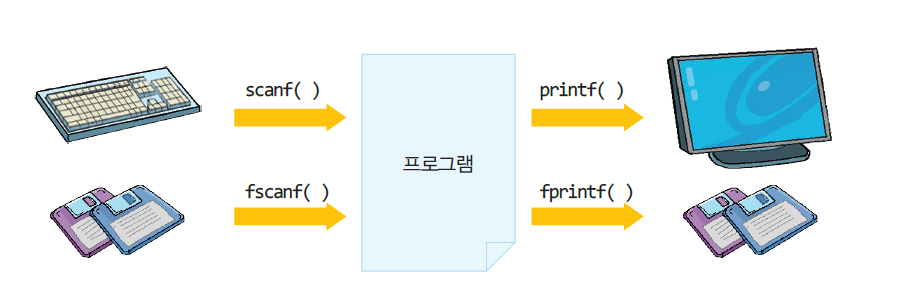 scanf( )
printf( )
프로그램
fscanf( )
fprintf( )